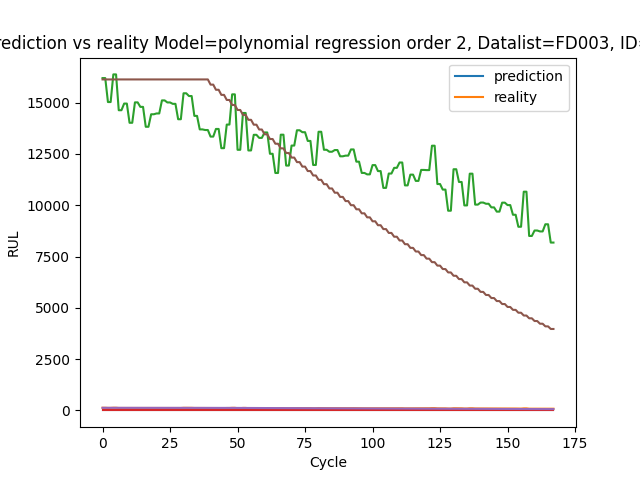 rediction vs reality Model=polynomial regression order 2, Datalist=FD003, ID=
prediction
reality
RUL
15000
12500
10000
7500
5000
2500
0
0 25 50 75 100 125 150 175
Cycle